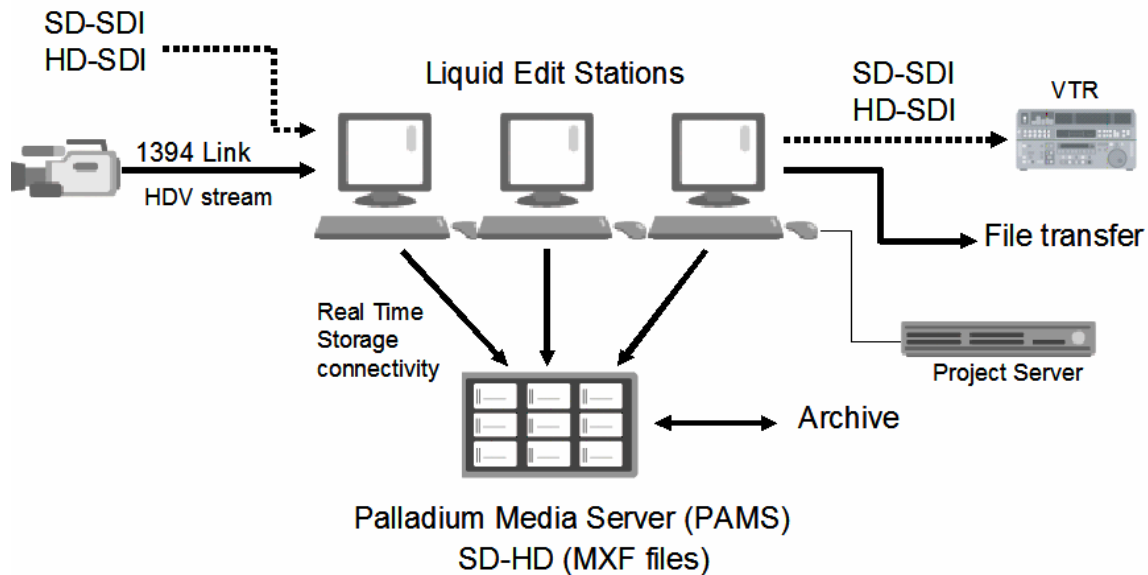 SD-SDI
HD-SDI
Liquid Edit Stations
SD-SDI
HD-SDI
VTR
1394 Link
HDV stream
File transfer
Real Time
Storage
connectivity
Project Server
Archive
Palladium Media Server (PAMS)
SD-HD (MXF files)